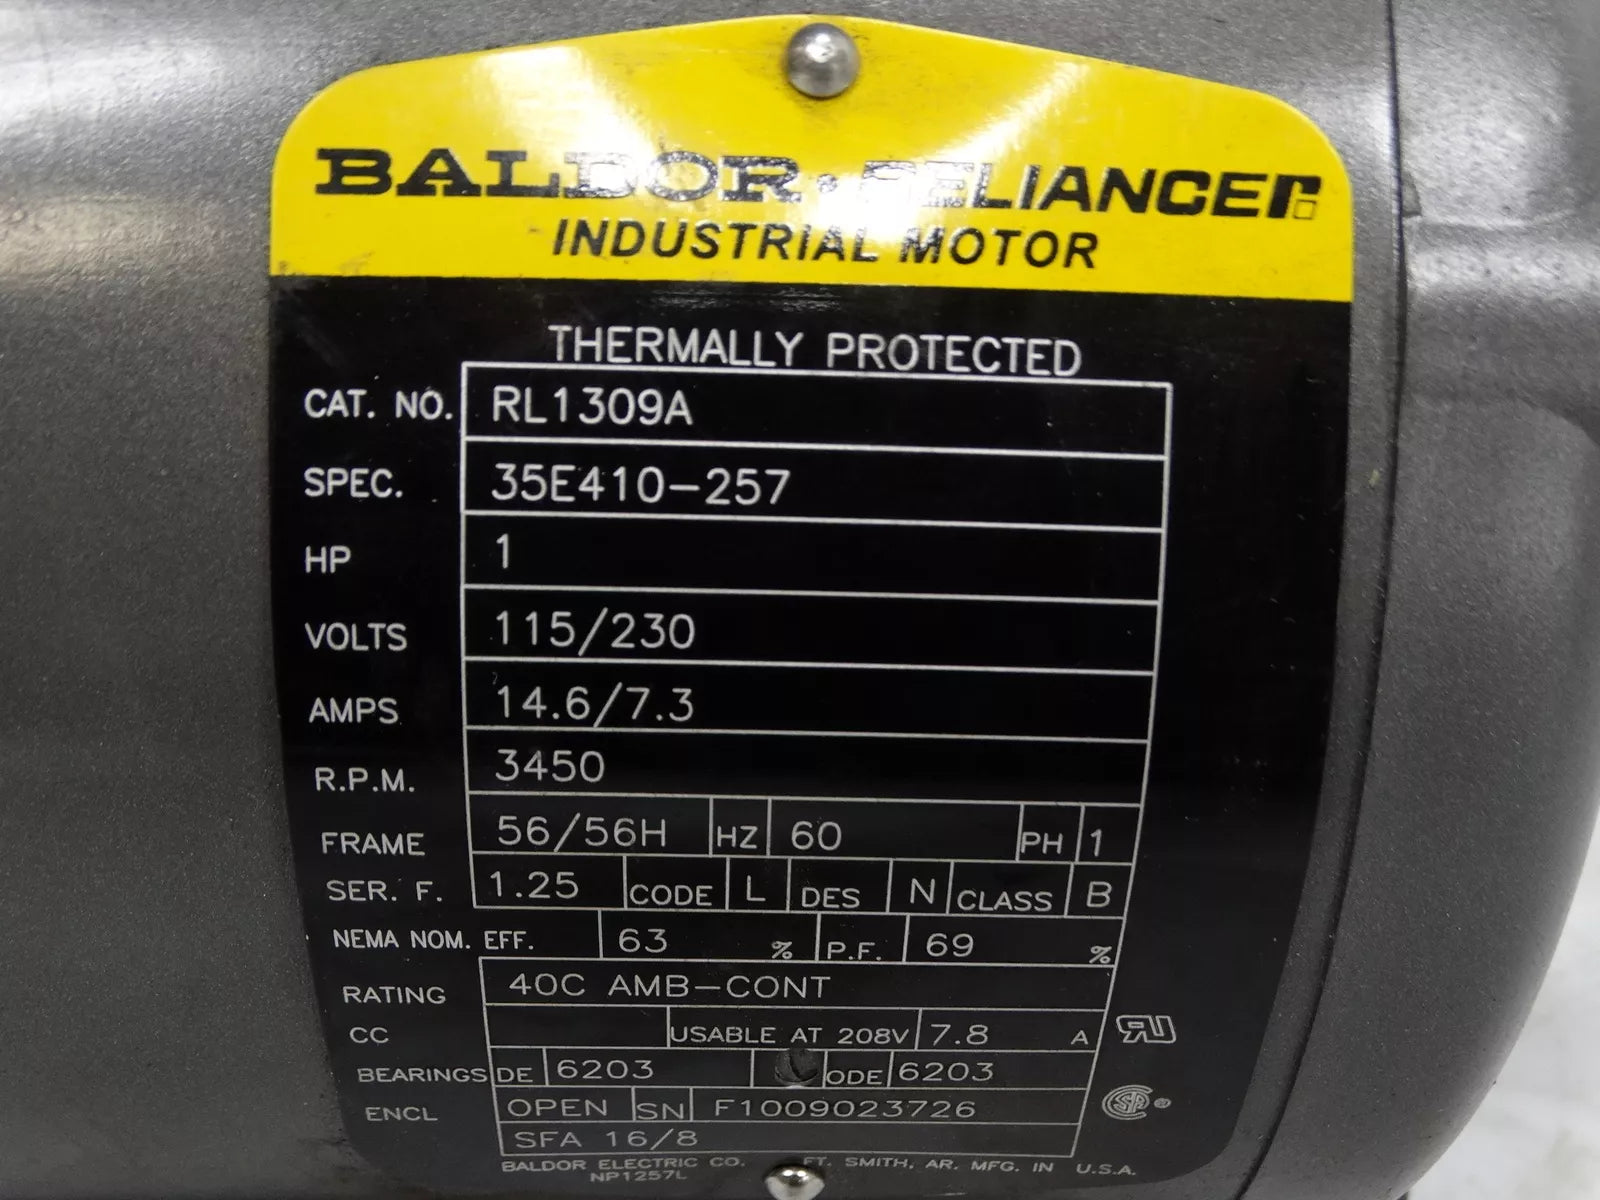 BALDOR • RELIANCER
INDUSTRIAL MOTOR
THERMALLY PROTECTED
CAT. NO. RL1309A
SPEC. 35E410-257
HP 1
VOLTS 115/230
AMPS 14.6/7.3
R.P.M. 3450
FRAME 56/56H HZ 60 PH 1
SER. F. 1.25 CODE L DES N CLASS B
NEMA NOM. EFF. 63 % P.F. 69 %
RATING 40C AMB-CONT
CC USABLE AT 208V 7.8 A RU
BEARINGS DE 6203 ODE 6203
ENCL OPEN SN F1009023726 CSA ®
SFA 16/8
BALDOR ELECTRIC CO. FT. SMITH, AR. MFG. IN U.S.A.
NP1257L